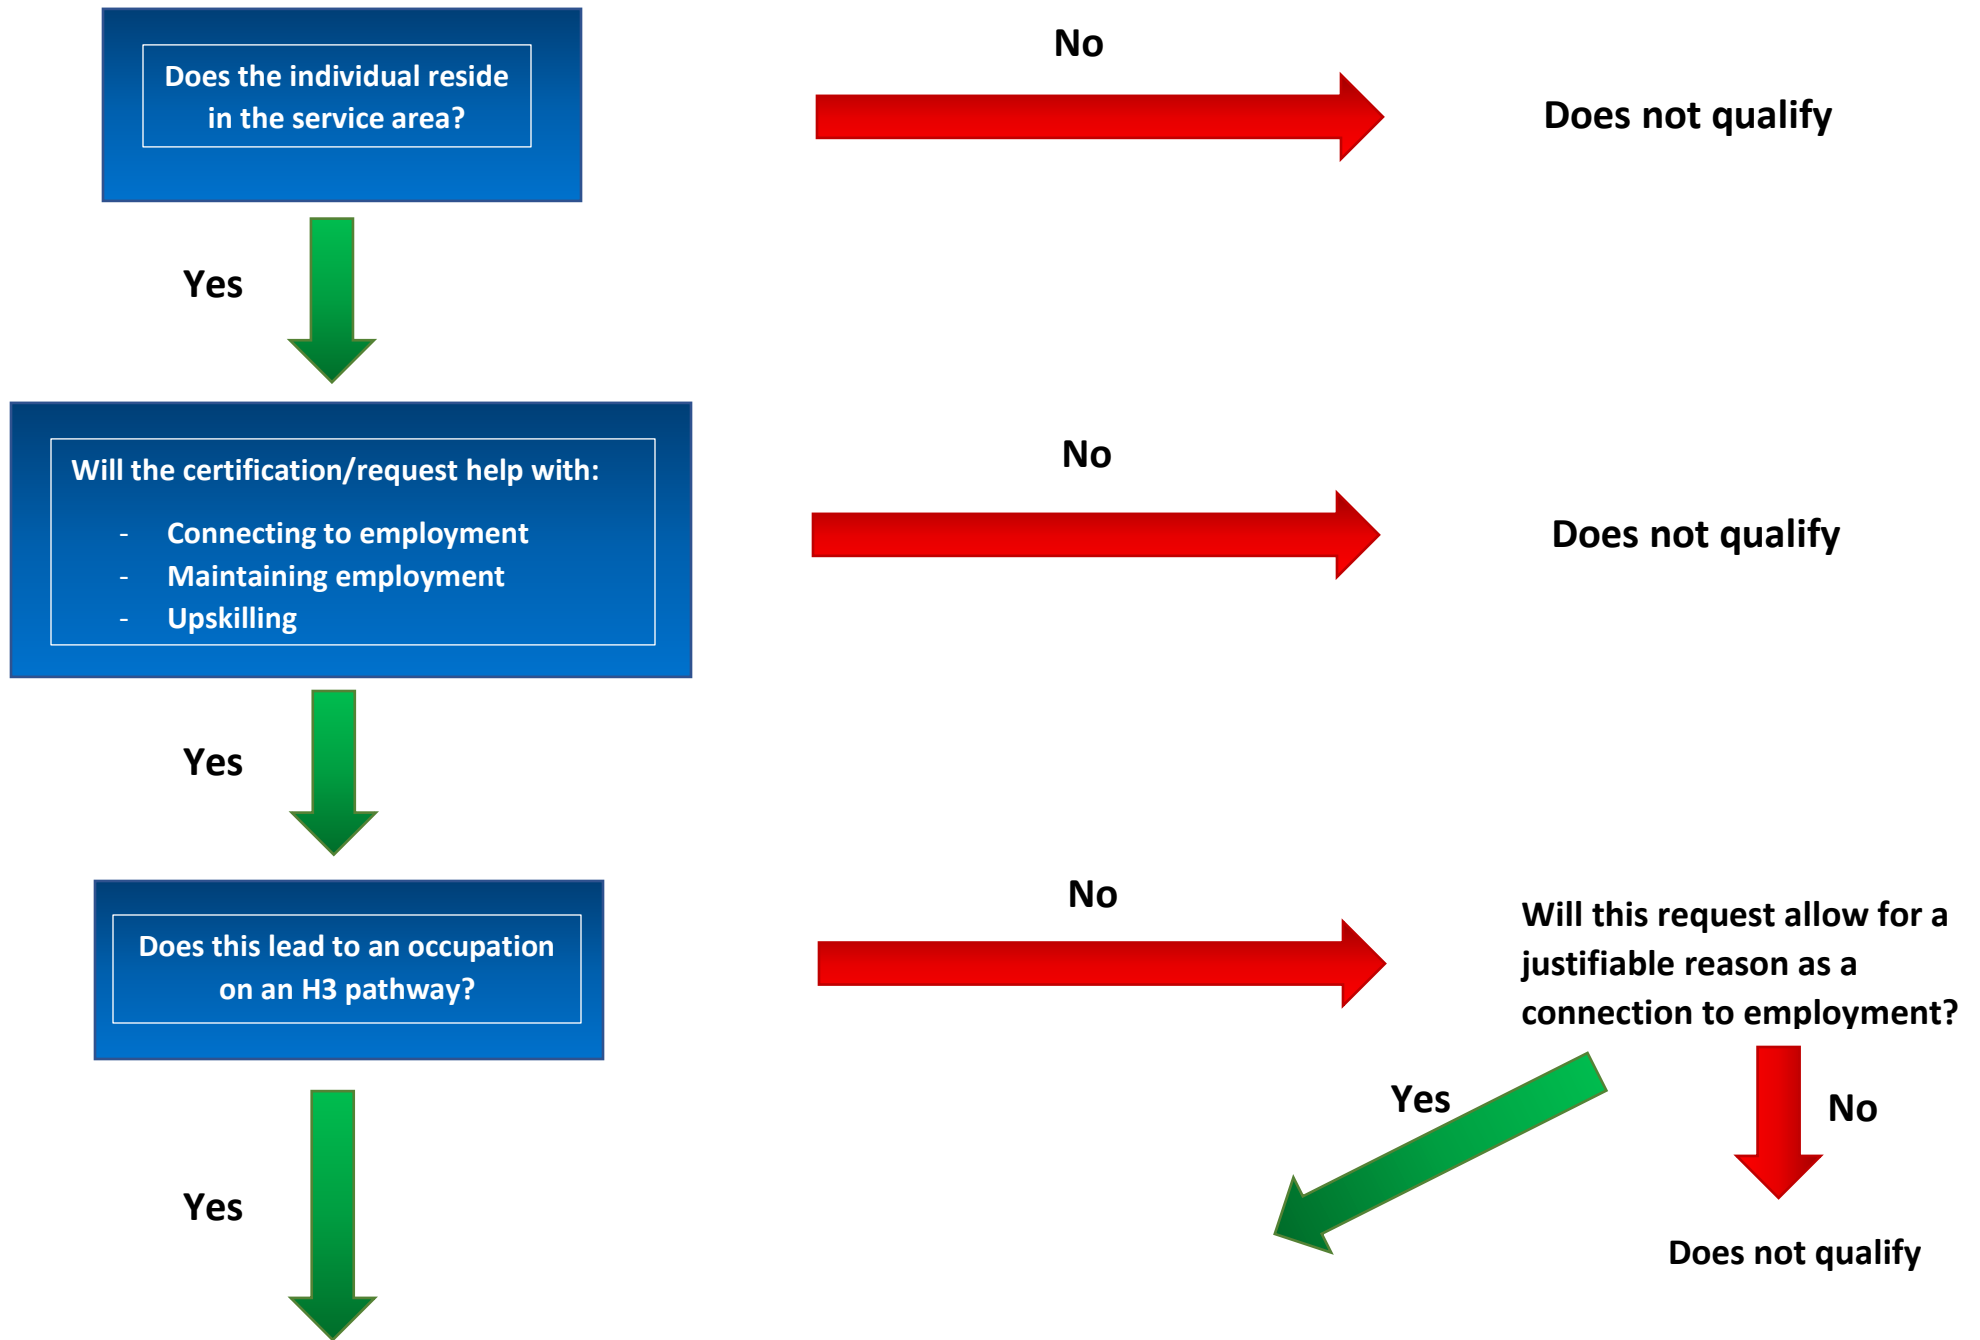 Does the individual reside
in the service area?
No
Does not qualify
Yes
Will the certification/request help with:
- Connecting to employment
- Maintaining employment
- Upskilling
No
Does not qualify
Yes
Does this lead to an occupation
on an H3 pathway?
No
Will this request allow for a
justifiable reason as a
connection to employment?
Yes
No
Yes
Does not qualify